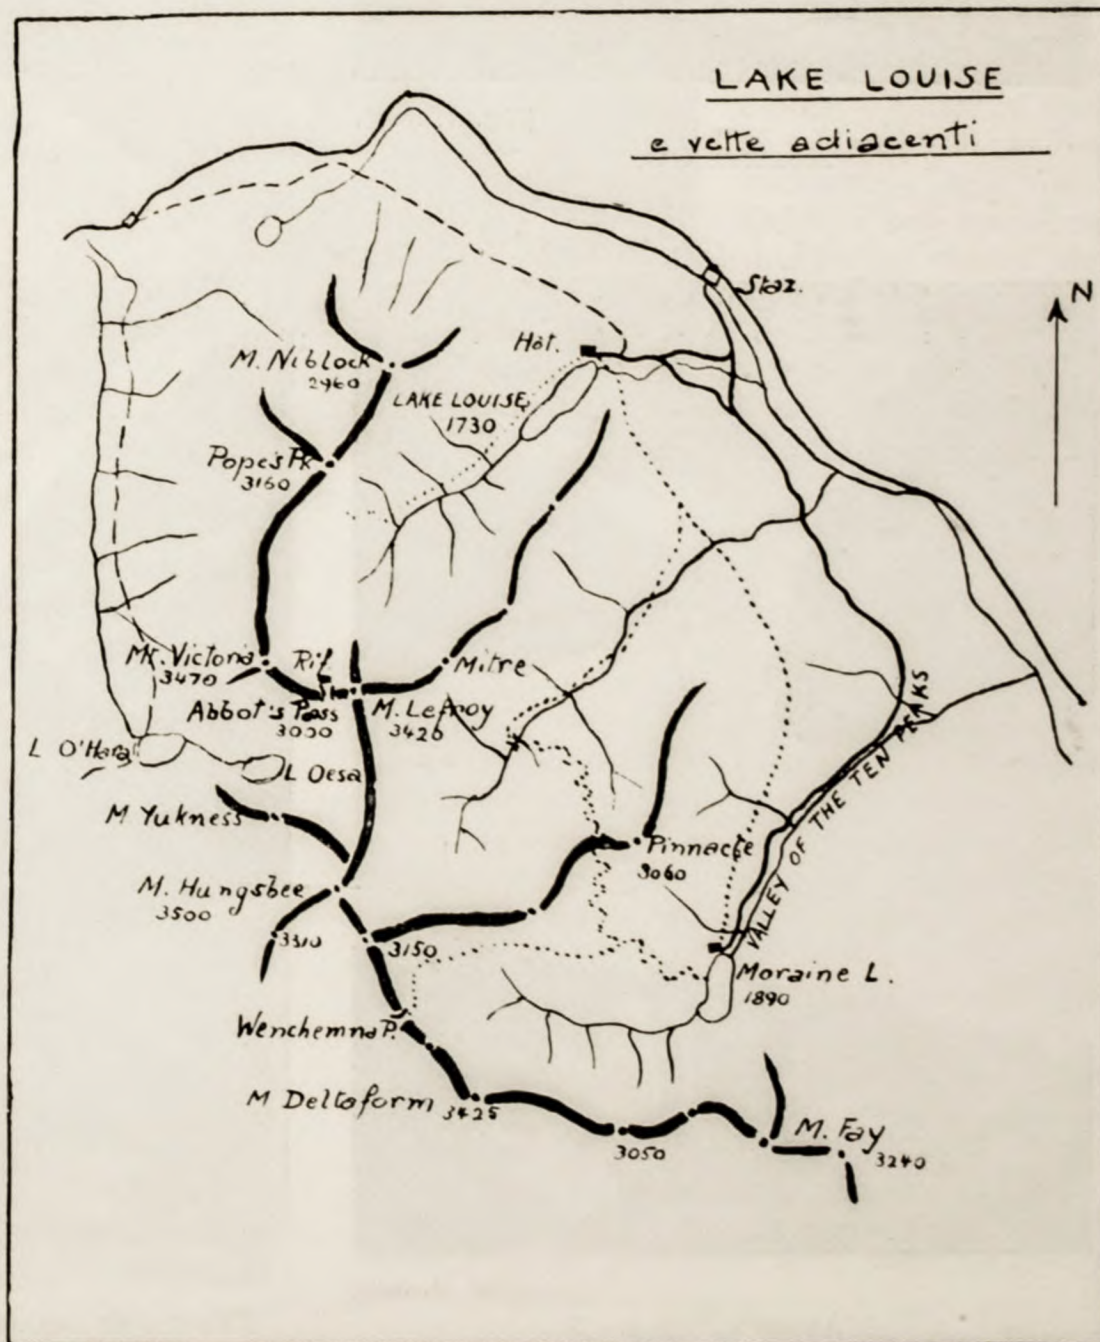 LAKE LOUISE
e vette adiacenti
N
Staz.
Hôt.
M. Niblock
2960
LAKE LOUISE
1730
Pope's Pk
3160
Mt. Victoria
3470
Rif.
Mitre
Abbot's Pass
3000
M. Lefroy
3420
L O'Hara
L Oesa
M Yukness
VALLEY OF THE TEN PEAKS
Pinnacle
3060
M. Hungsbee
3500
3310
3150
Moraine L.
1890
Wenchemna P.
M Deltaform 3425
3050
M. Fay
3240